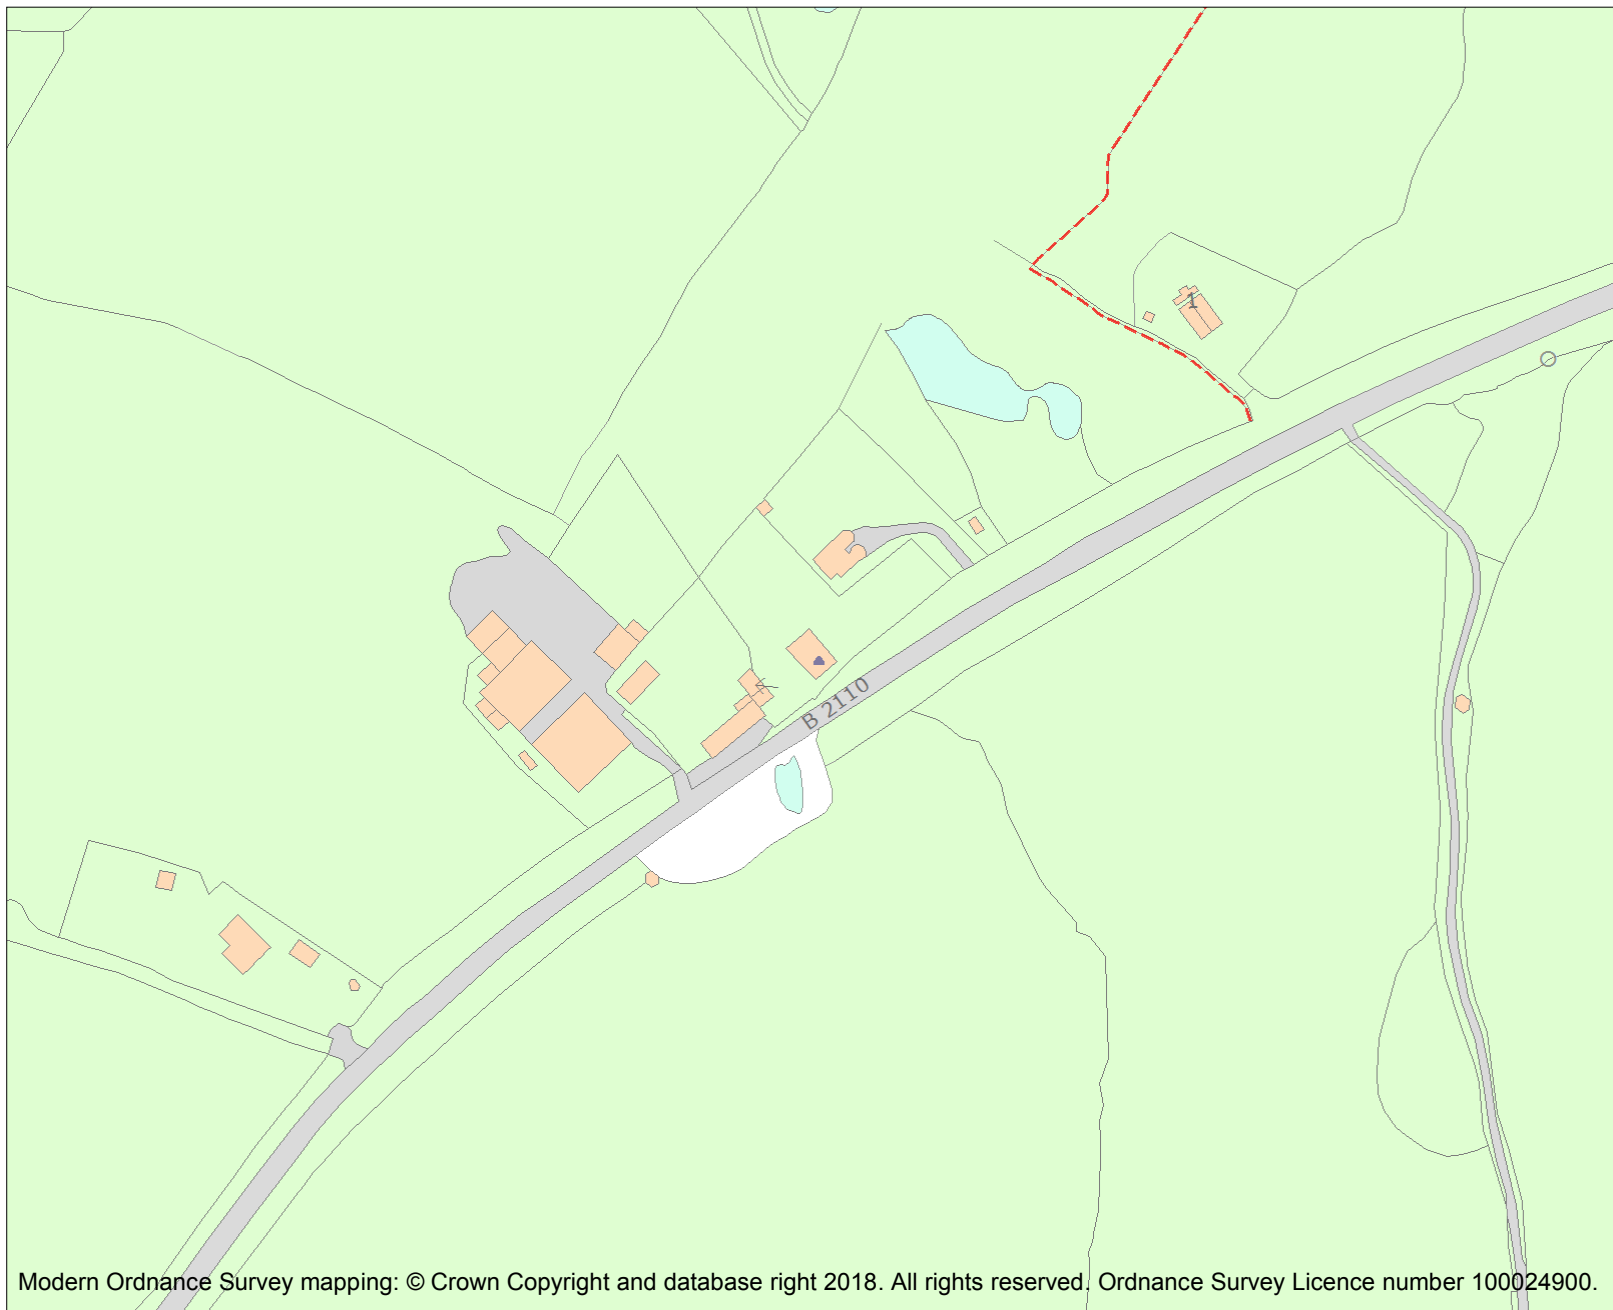 1
B 2110
Modern Ordnance Survey mapping: © Crown Copyright and database right 2018. All rights reserved. Ordnance Survey Licence number 100024900.